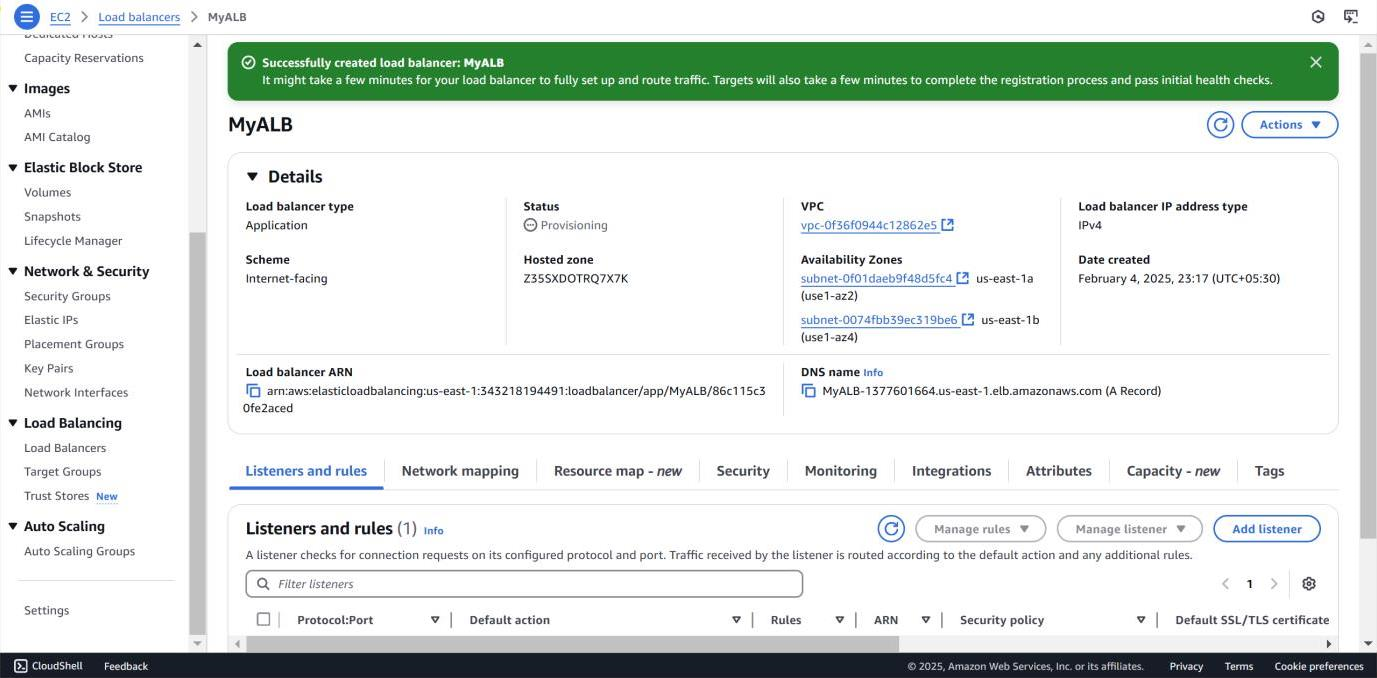 EC2 > Load balancers > MyALB
Dedicated Hosts
Capacity Reservations
Images
AMIs
AMI Catalog
Elastic Block Store
Volumes
Snapshots
Lifecycle Manager
Network & Security
Security Groups
Elastic IPs
Placement Groups
Key Pairs
Network Interfaces
Load Balancing
Load Balancers
Target Groups
Trust Stores New
Auto Scaling
Auto Scaling Groups
Settings
Successfully created load balancer: MyALB
It might take a few minutes for your load balancer to fully set up and route traffic. Targets will also take a few minutes to complete the registration process and pass initial health checks.
MyALB
Actions
Details
Load balancer type
Application
Status
Provisioning
VPC
vpc-0f36f0944c12862e5
Load balancer IP address type
IPv4
Scheme
Internet-facing
Hosted zone
Z35SXDOTRQ7X7K
Availability Zones
subnet-0f01daeb9f48d5fc4 us-east-1a
(use1-az2)
subnet-0074fbb39ec319be6 us-east-1b
(use1-az4)
Date created
February 4, 2025, 23:17 (UTC+05:30)
Load balancer ARN
arn:aws:elasticloadbalancing:us-east-1:343218194491:loadbalancer/app/MyALB/86c115c3
0fe2aced
DNS name Info
MyALB-1377601664.us-east-1.elb.amazonaws.com (A Record)
Listeners and rules Network mapping Resource map - new Security Monitoring Integrations Attributes Capacity - new Tags
Listeners and rules (1) Info
Manage rules Manage listener Add listener
A listener checks for connection requests on its configured protocol and port. Traffic received by the listener is routed according to the default action and any additional rules.
Filter listeners
1
Protocol:Port Default action Rules ARN Security policy Default SSL/TLS certificate
CloudShell Feedback © 2025, Amazon Web Services, Inc. or its affiliates. Privacy Terms Cookie preferences